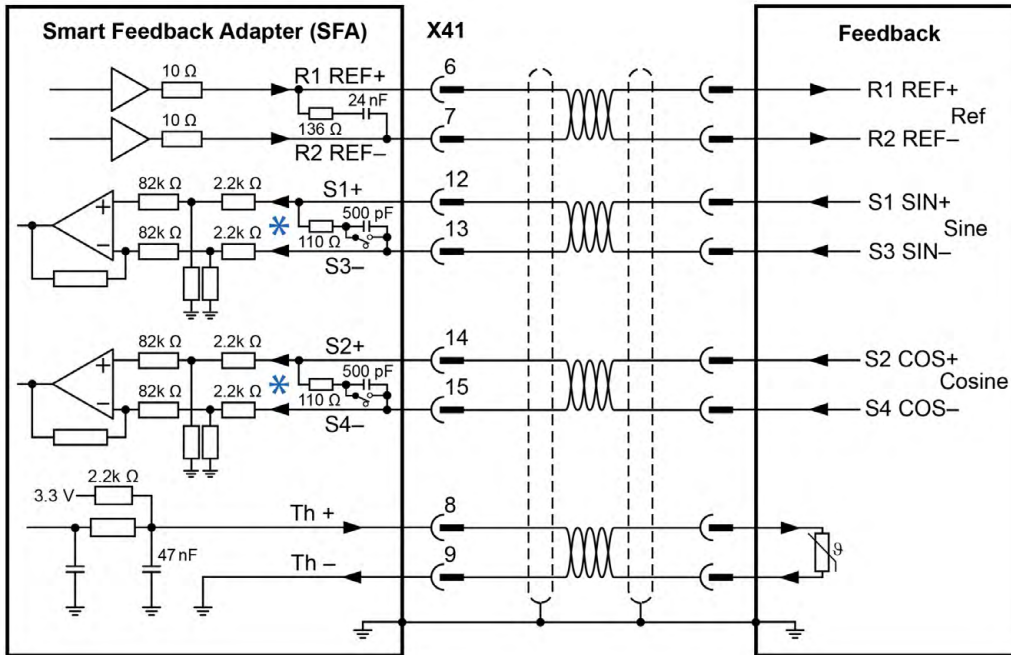 Smart Feedback Adapter (SFA)
X41
Feedback
10 Ω
R1 REF+
6
R1 REF+
24 nF
Ref
10 Ω
136 Ω
7
R2 REF–
R2 REF–
82k Ω
2.2k Ω
S1+
12
S1 SIN+
+
*
500 pF
Sine
–
82k Ω
2.2k Ω
110 Ω
13
S3–
S3 SIN–
82k Ω
2.2k Ω
S2+
14
S2 COS+
+
*
500 pF
Cosine
–
82k Ω
2.2k Ω
110 Ω
15
S4–
S4 COS–
2.2k Ω
3.3 V
Th +
8
47 nF
Th –
9
ϑ